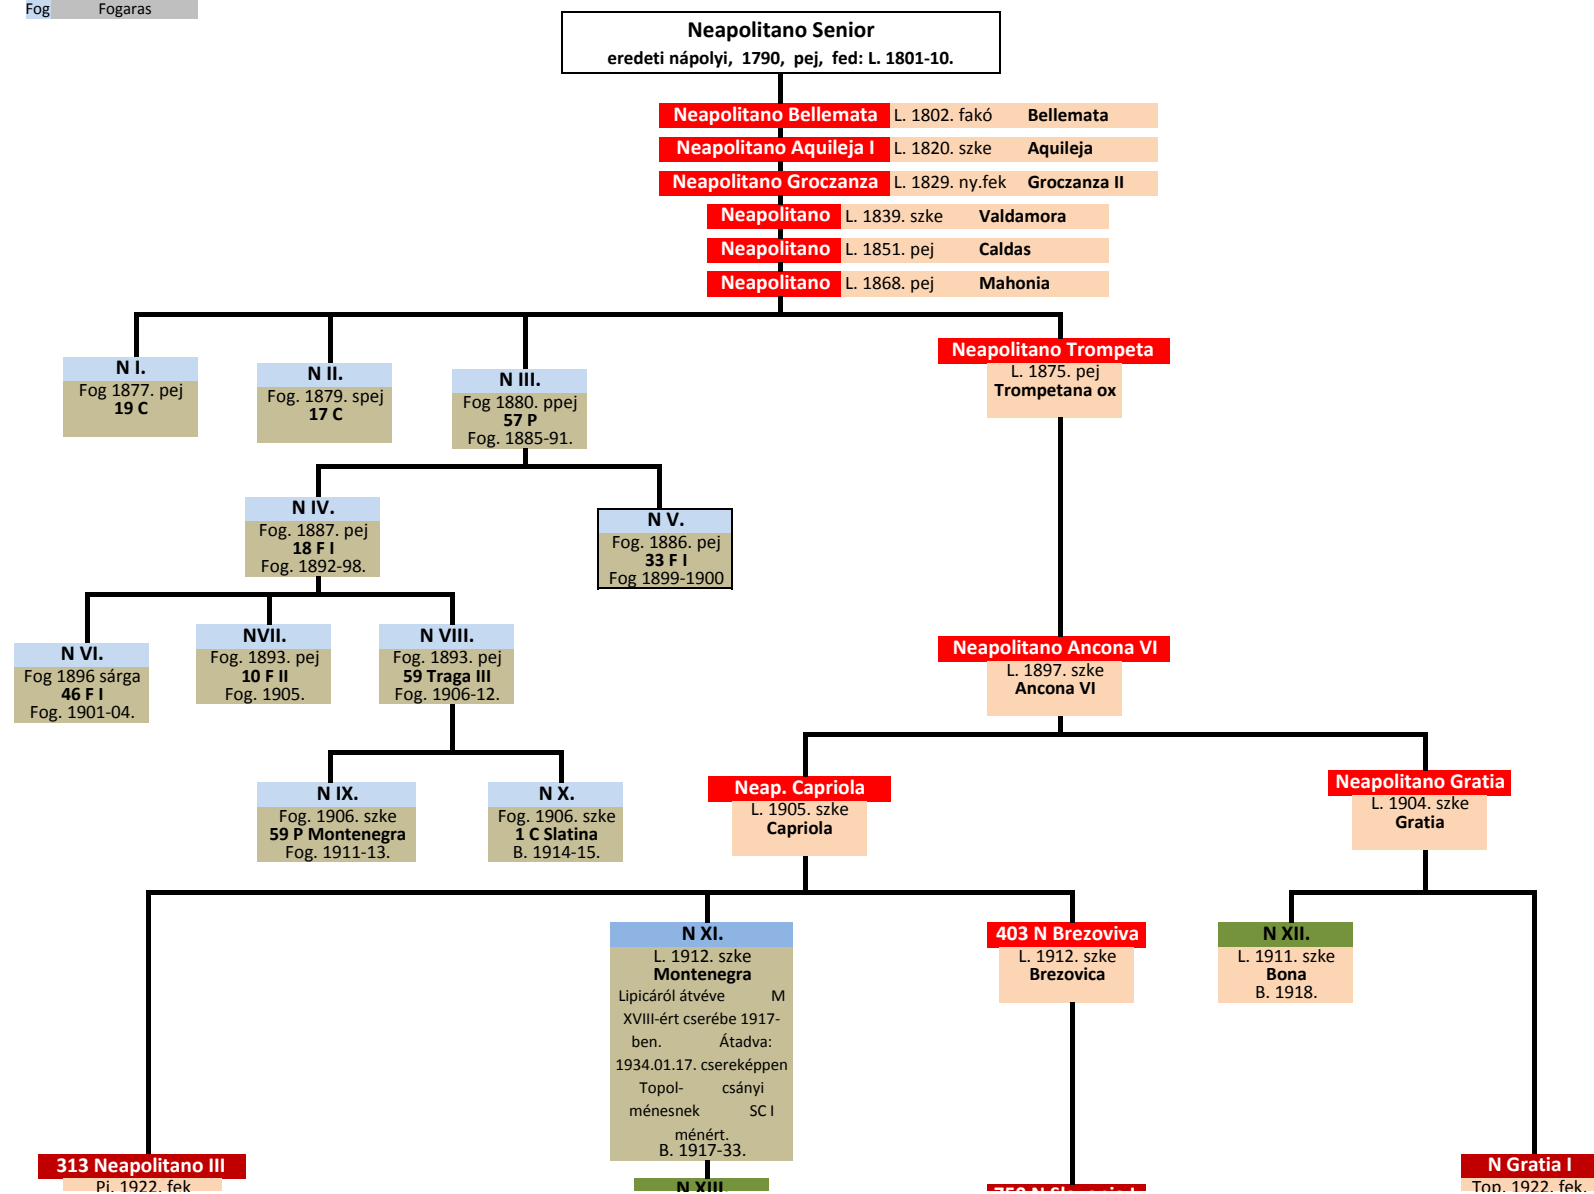 Fog Fogaras
Neapolitano Senior
eredeti nápolyi, 1790, pej, fed: L. 1801-10.
Neapolitano Bellemata L. 1802. fakó Bellemata
Neapolitano Aquileja I L. 1820. szke Aquileja
Neapolitano Groczanza L. 1829. ny.fek Groczanza II
Neapolitano L. 1839. szke Valdamora
Neapolitano L. 1851. pej Caldas
Neapolitano L. 1868. pej Mahonia
N I.
Fog 1877. pej
19 C
N II.
Fog. 1879. spej
17 C
N III.
Fog 1880. ppej
57 P
Fog. 1885-91.
Neapolitano Trompeta
L. 1875. pej
Trompetana ox
N IV.
Fog. 1887. pej
18 F I
Fog. 1892-98.
N V.
Fog. 1886. pej
33 F I
Fog 1899-1900
N VI.
Fog 1896 sárga
46 F I
Fog. 1901-04.
NVII.
Fog. 1893. pej
10 F II
Fog. 1905.
N VIII.
Fog. 1893. pej
59 Traga III
Fog. 1906-12.
Neapolitano Ancona VI
L. 1897. szke
Ancona VI
N IX.
Fog. 1906. szke
59 P Montenegra
Fog. 1911-13.
N X.
Fog. 1906. szke
1 C Slatina
B. 1914-15.
Neap. Capriola
L. 1905. szke
Capriola
Neapolitano Gratia
L. 1904. szke
Gratia
N XI.
L. 1912. szke
Montenegra
Lipicáról átvéve M
XVIII-ért cserébe 1917-
ben. Átadva:
1934.01.17. csereképpen
Topol- csányi
ménesnek SC I
ménért.
B. 1917-33.
403 N Brezoviva
L. 1912. szke
Brezovica
N XII.
L. 1911. szke
Bona
B. 1918.
313 Neapolitano III
Pi. 1922. fek
N XIII.
N Gratia I
Top. 1922. fek.